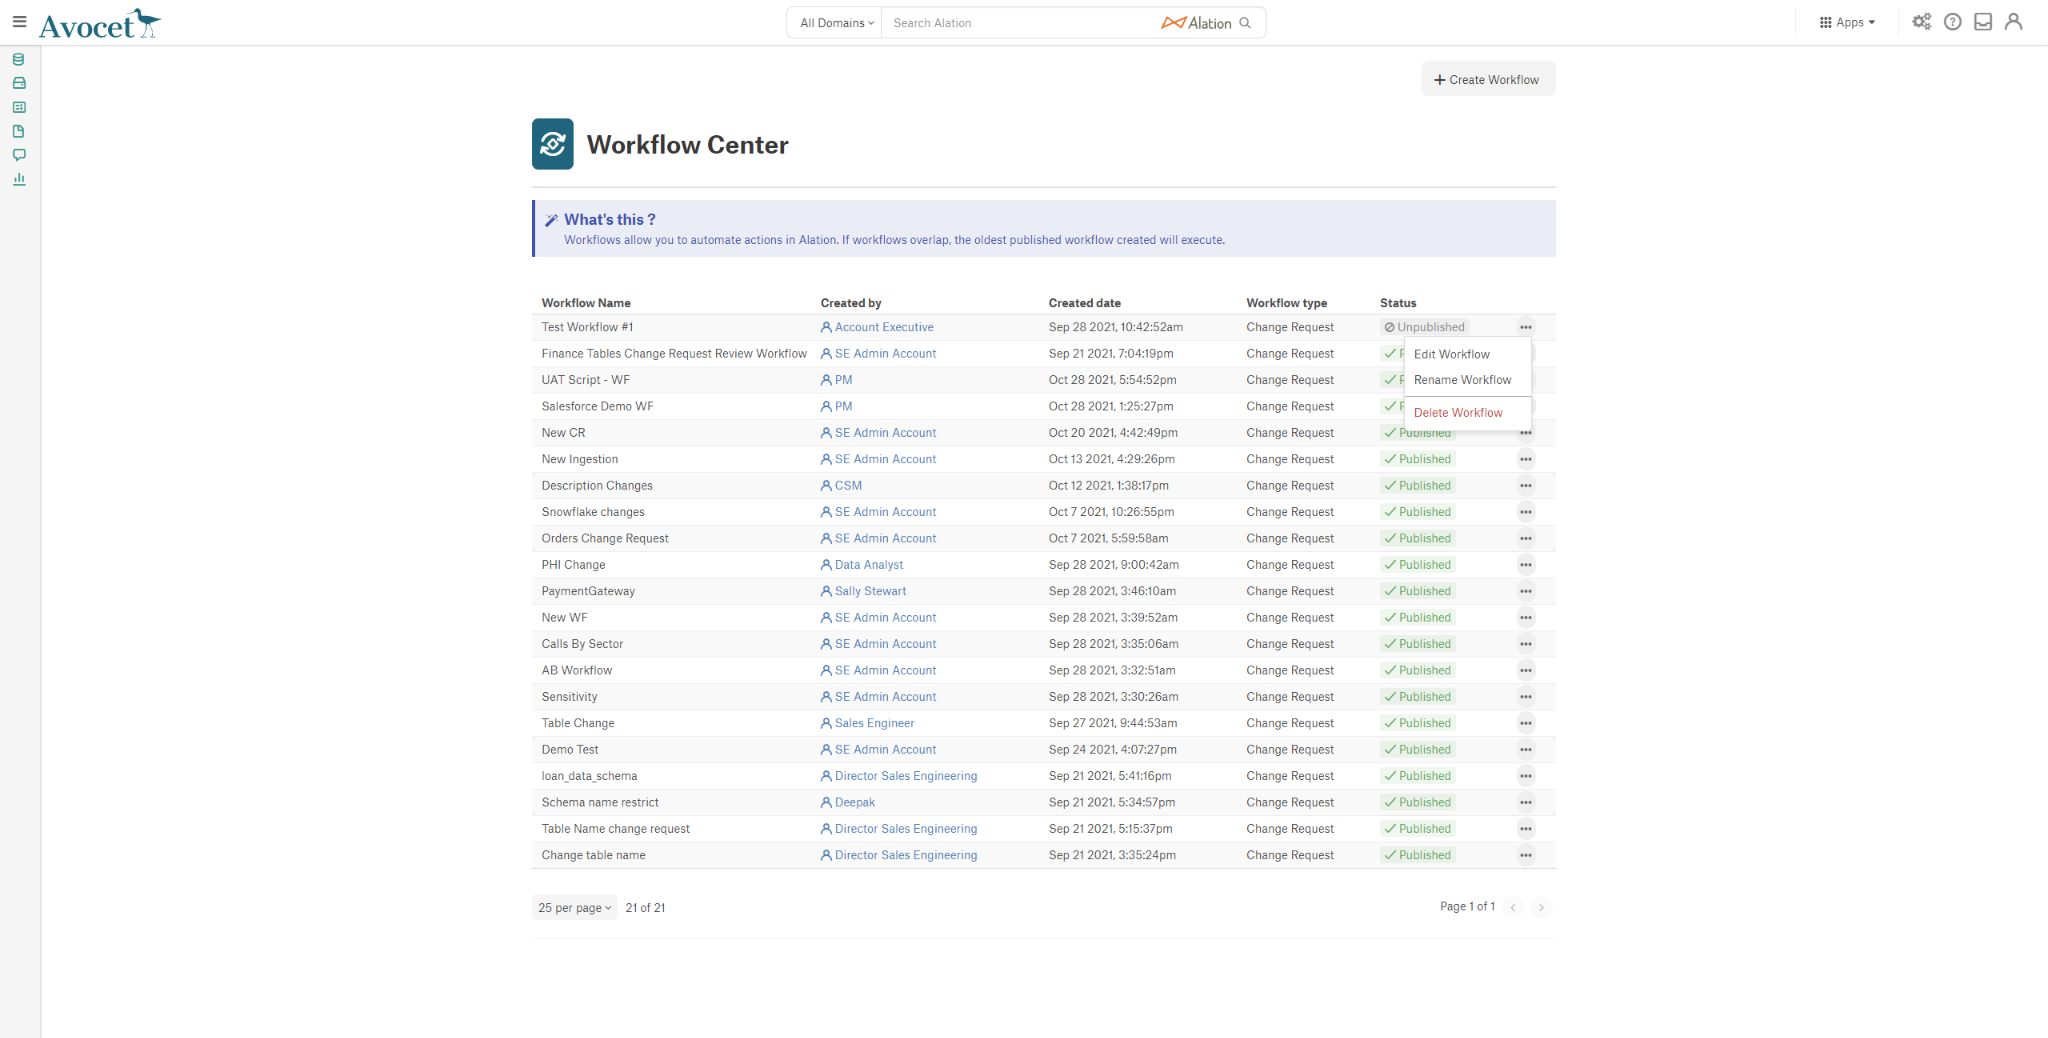 Avocet
All Domains
Search Alation
Alation
Apps
Create Workflow
Workflow Center
What's this ?
Workflows allow you to automate actions in Alation. If workflows overlap, the oldest published workflow created will execute.
Workflow Name Created by Created date Workflow type Status
Test Workflow #1 Account Executive Sep 28 2021, 10:42:52am Change Request Unpublished
Finance Tables Change Request Review Workflow SE Admin Account Sep 21 2021, 7:04:19pm Change Request
Edit Workflow
UAT Script - WF PM Oct 28 2021, 5:54:52pm Change Request
Rename Workflow
Salesforce Demo WF PM Oct 28 2021, 1:25:27pm Change Request
Delete Workflow
New CR SE Admin Account Oct 20 2021, 4:42:49pm Change Request Published
New Ingestion SE Admin Account Oct 13 2021, 4:29:26pm Change Request Published
Description Changes CSM Oct 12 2021, 1:38:17pm Change Request Published
Snowflake changes SE Admin Account Oct 7 2021, 10:26:55pm Change Request Published
Orders Change Request SE Admin Account Oct 7 2021, 5:59:58am Change Request Published
PHI Change Data Analyst Sep 28 2021, 9:00:42am Change Request Published
PaymentGateway Sally Stewart Sep 28 2021, 3:46:10am Change Request Published
New WF SE Admin Account Sep 28 2021, 3:39:52am Change Request Published
Calls By Sector SE Admin Account Sep 28 2021, 3:35:06am Change Request Published
AB Workflow SE Admin Account Sep 28 2021, 3:32:51am Change Request Published
Sensitivity SE Admin Account Sep 28 2021, 3:30:26am Change Request Published
Table Change Sales Engineer Sep 27 2021, 9:44:53am Change Request Published
Demo Test SE Admin Account Sep 24 2021, 4:07:27pm Change Request Published
loan_data_schema Director Sales Engineering Sep 21 2021, 5:41:16pm Change Request Published
Schema name restrict Deepak Sep 21 2021, 5:34:57pm Change Request Published
Table Name change request Director Sales Engineering Sep 21 2021, 5:15:37pm Change Request Published
Change table name Director Sales Engineering Sep 21 2021, 3:35:24pm Change Request Published
25 per page 21 of 21
Page 1 of 1